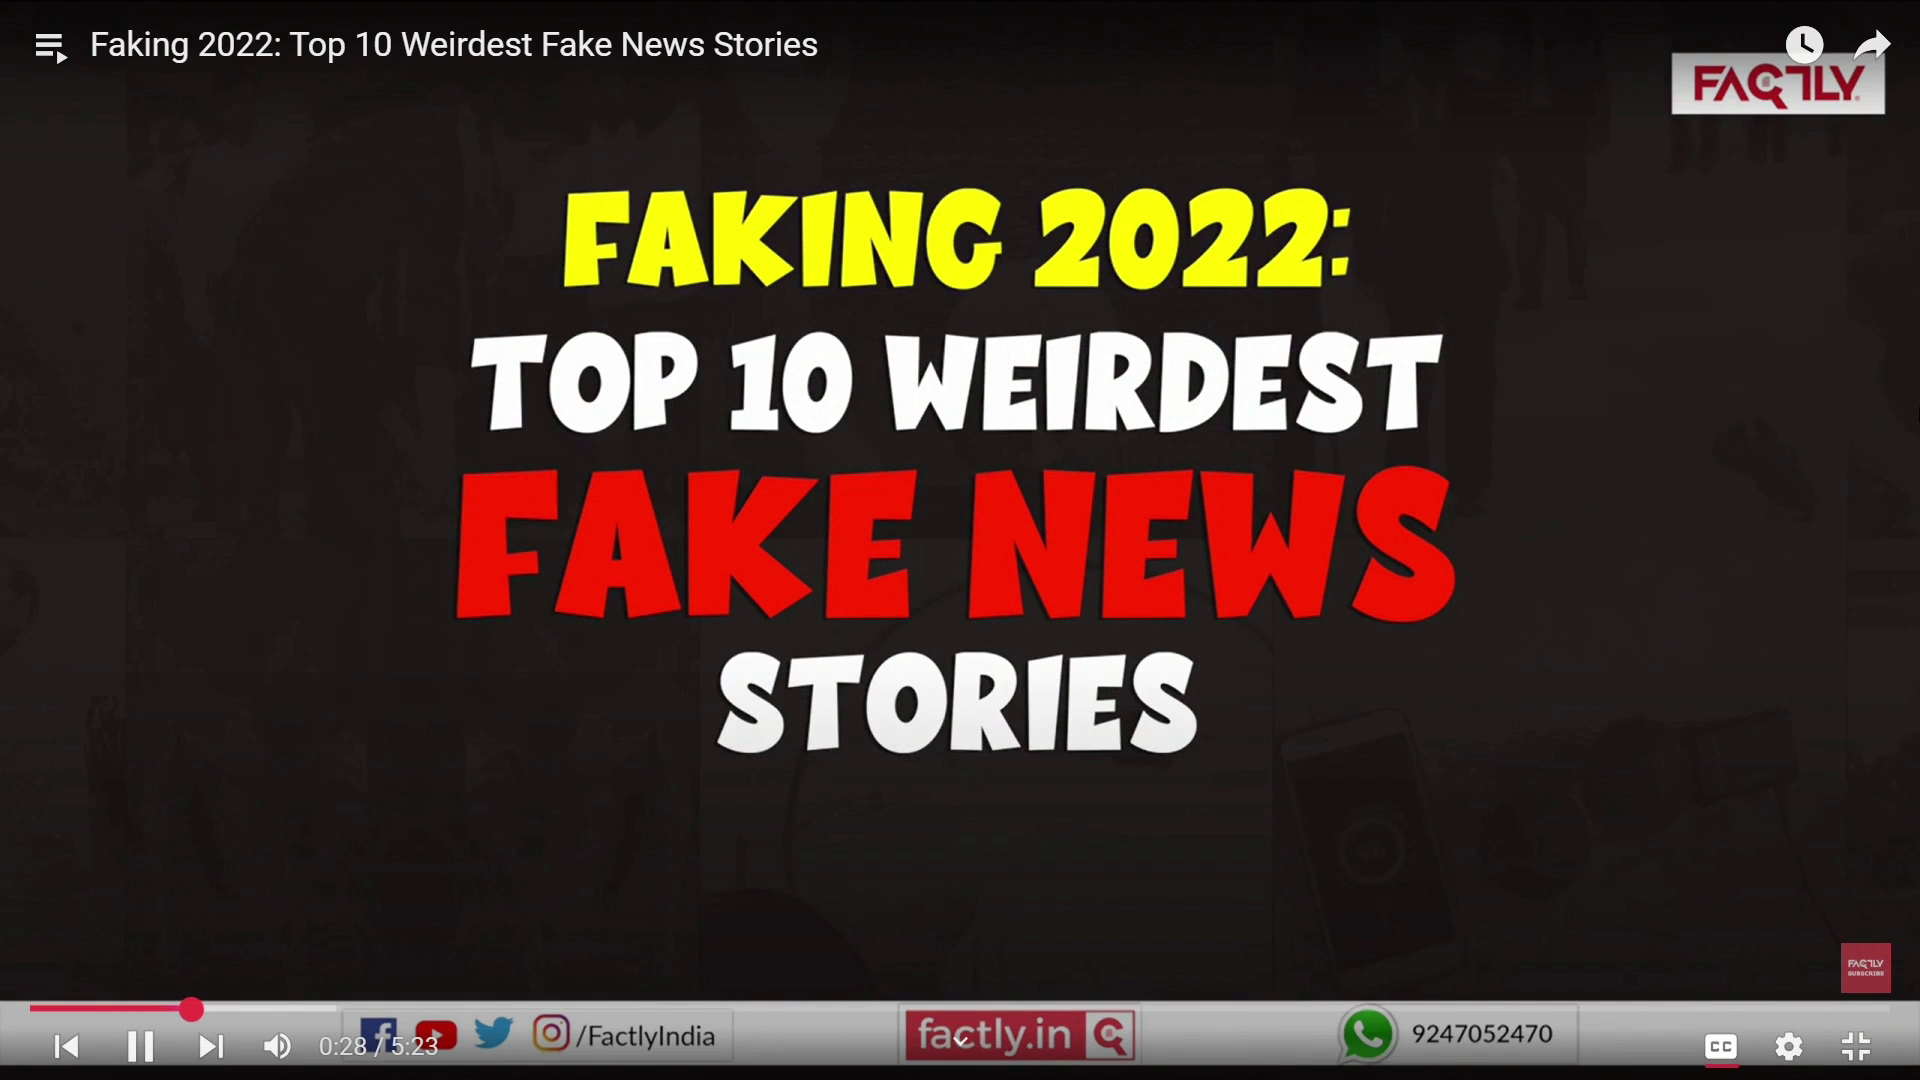 Faking 2022: Top 10 Weirdest Fake News Stories
FACTLY
FAKING 2022:
TOP 10 WEIRDEST
FAKE NEWS
STORIES
FACTLY
SUBSCRIBE
0:28 / 5:23
/FactlyIndia
factly.in
9247052470
CC